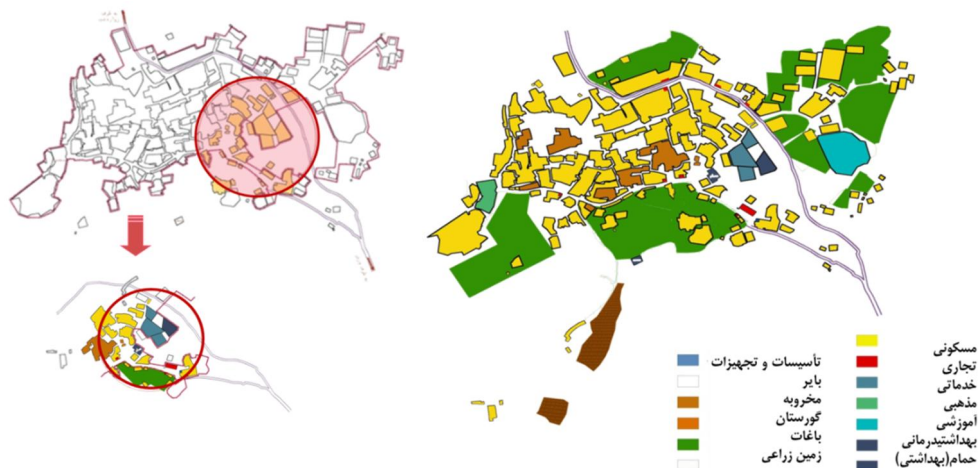 مسکونی
تجاری
خدماتی
مذهبی
آموزشی
بهداشتیدرمانی
حمام(بهداشتی)
تأسیسات و تجهیزات
بایر
مخروبه
گورستان
باغات
زمین زراعی